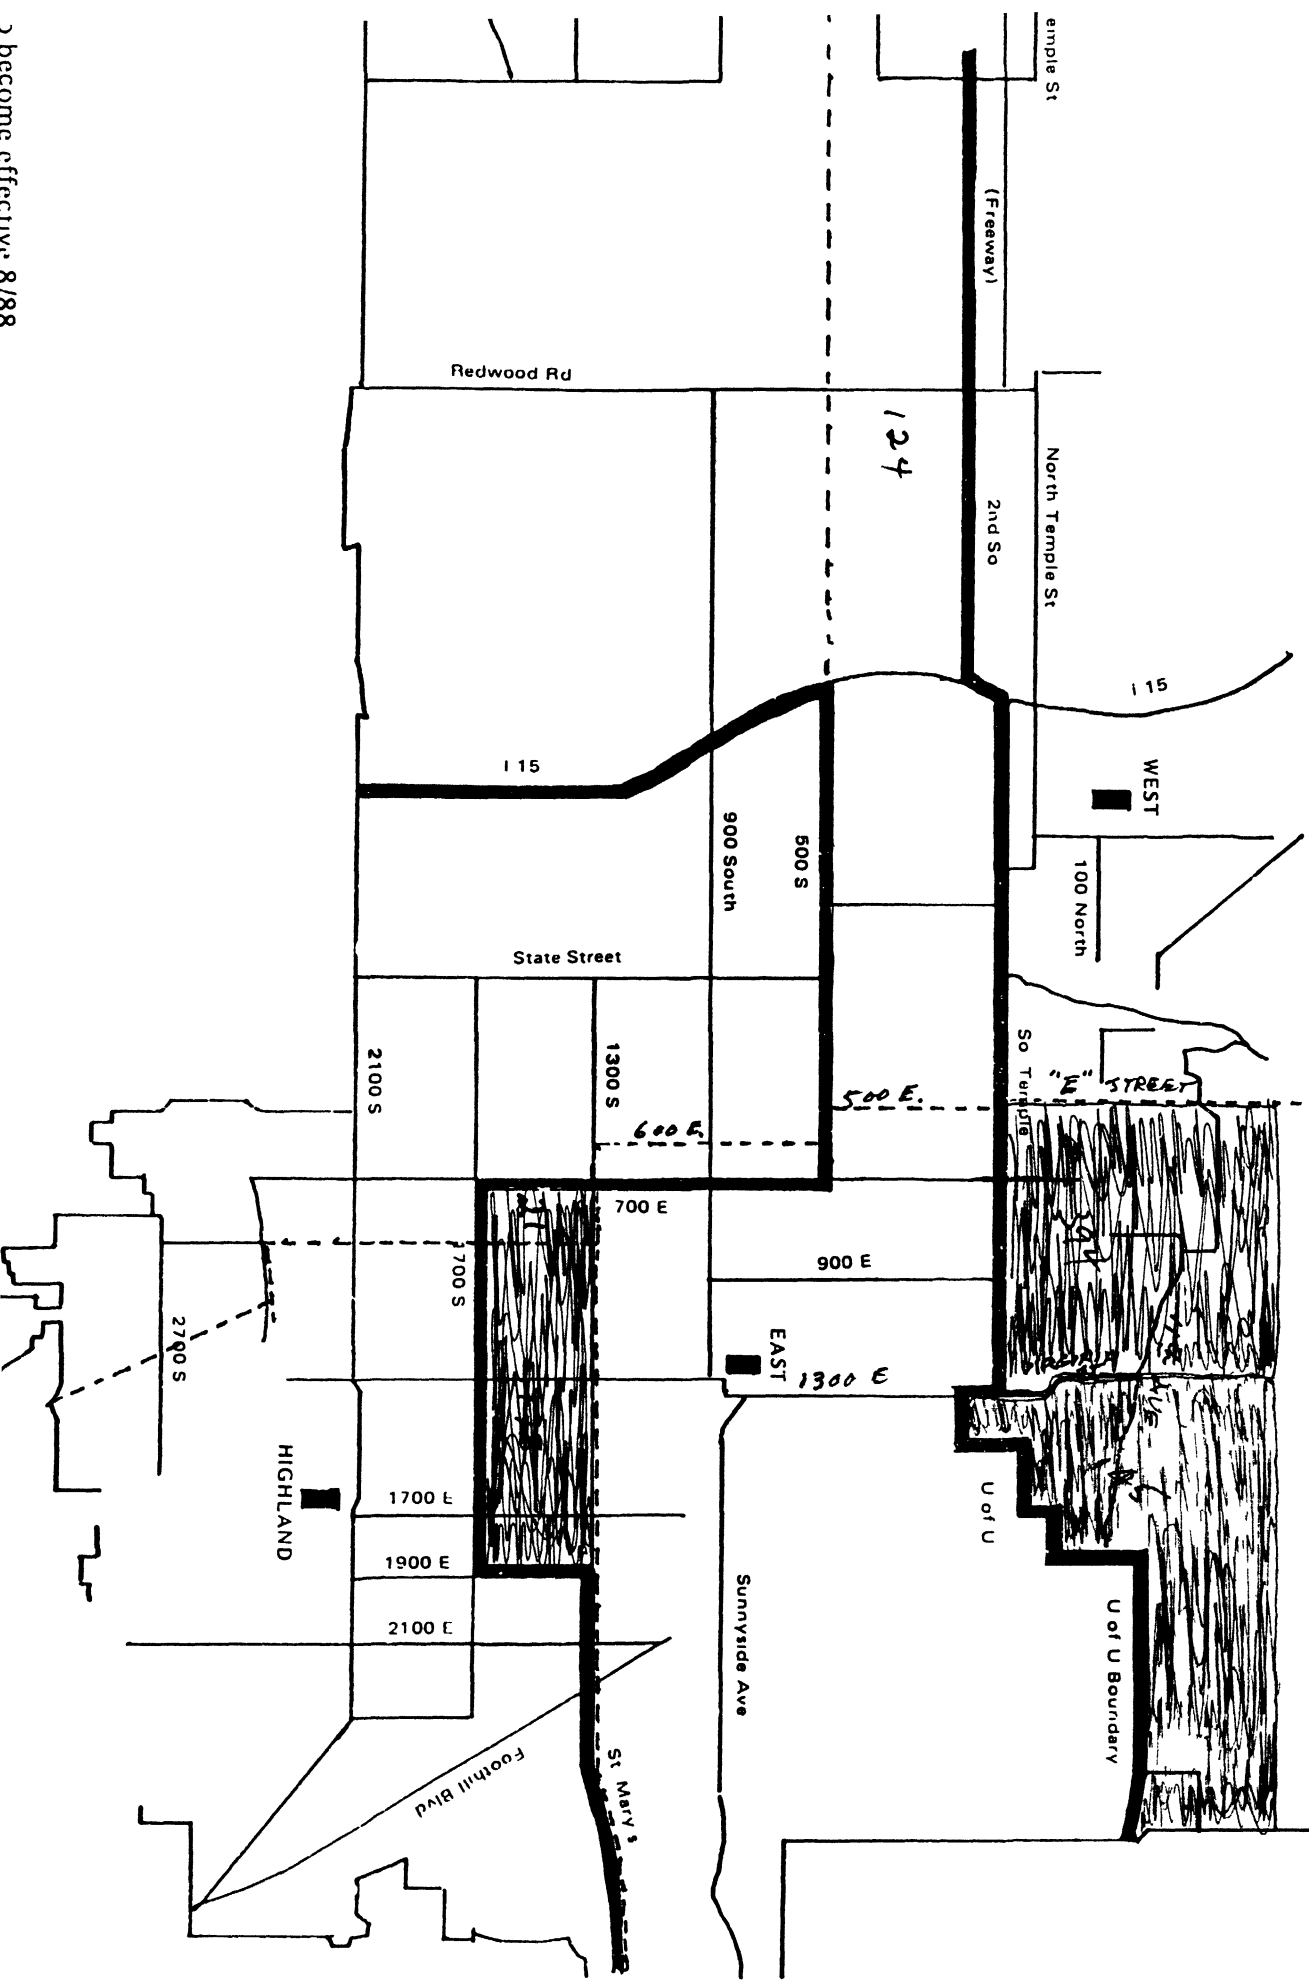 become effective 8/88
emple St
(Freeway)
Redwood Rd
124
North Temple St
2nd So
I 15
I 15
WEST
900 South
500 S
100 North
State Street
2100 S
1300 S
So Temple
"E" STREET
500 E.
600 E.
700 E
1700 S
900 E
2700 S
EAST
1300 E
HIGHLAND
1700 E
U of U
1900 E
2100 E
Sunnyside Ave
U of U Boundary
Foothill Blvd
St Mary's